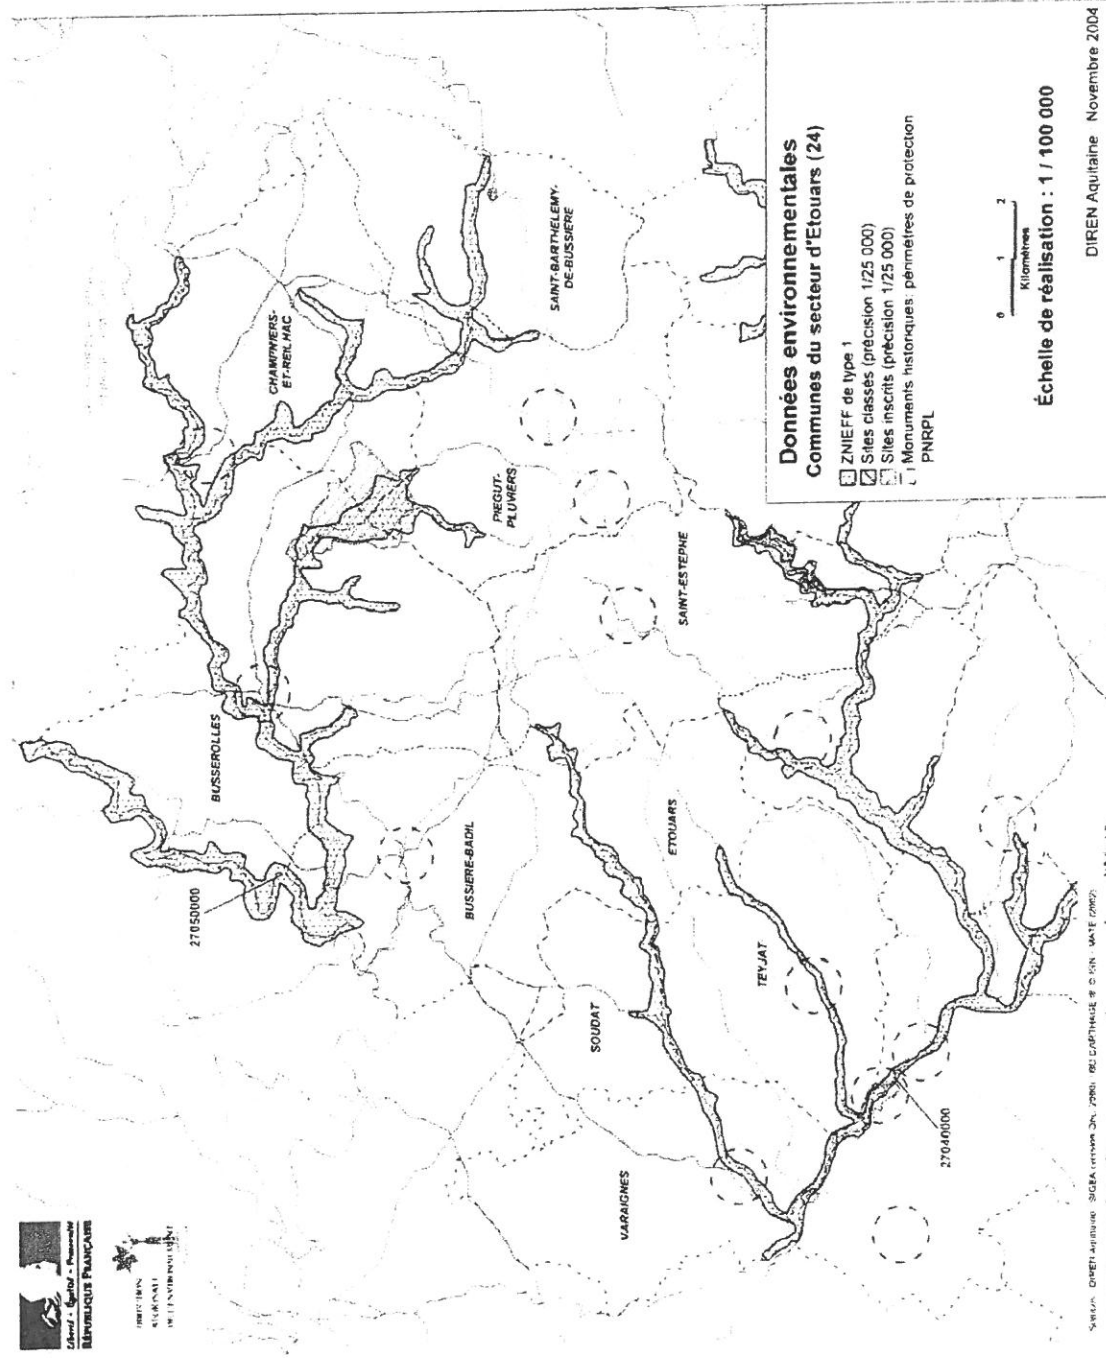 Liberté • Égalité • Fraternité
RÉPUBLIQUE FRANÇAISE
DIRECTION
RÉGIONALE
DE L'ENVIRONNEMENT
27050000
BUSSEROLLES
CHAMPNIERS-
ET-REILHAC
SAINT-BARTHELEMY-
DE-BUSSIERE
PIEGUT-
PLUVIERS
BUSSIERE-BADIL
SAINT-ESTEPHE
SOUDAT
ETOUARS
VARAIGNES
TEYJAT
27040000
Données environnementales
Communes du secteur d'Etouars (24)
ZNIEFF de type 1
Sites classés (précision 1/25 000)
Sites inscrits (précision 1/25 000)
Monuments historiques: périmètres de protection
PNRPL
0 1 2
Kilomètres
Échelle de réalisation : 1 / 100 000
DIREN Aquitaine Novembre 2004